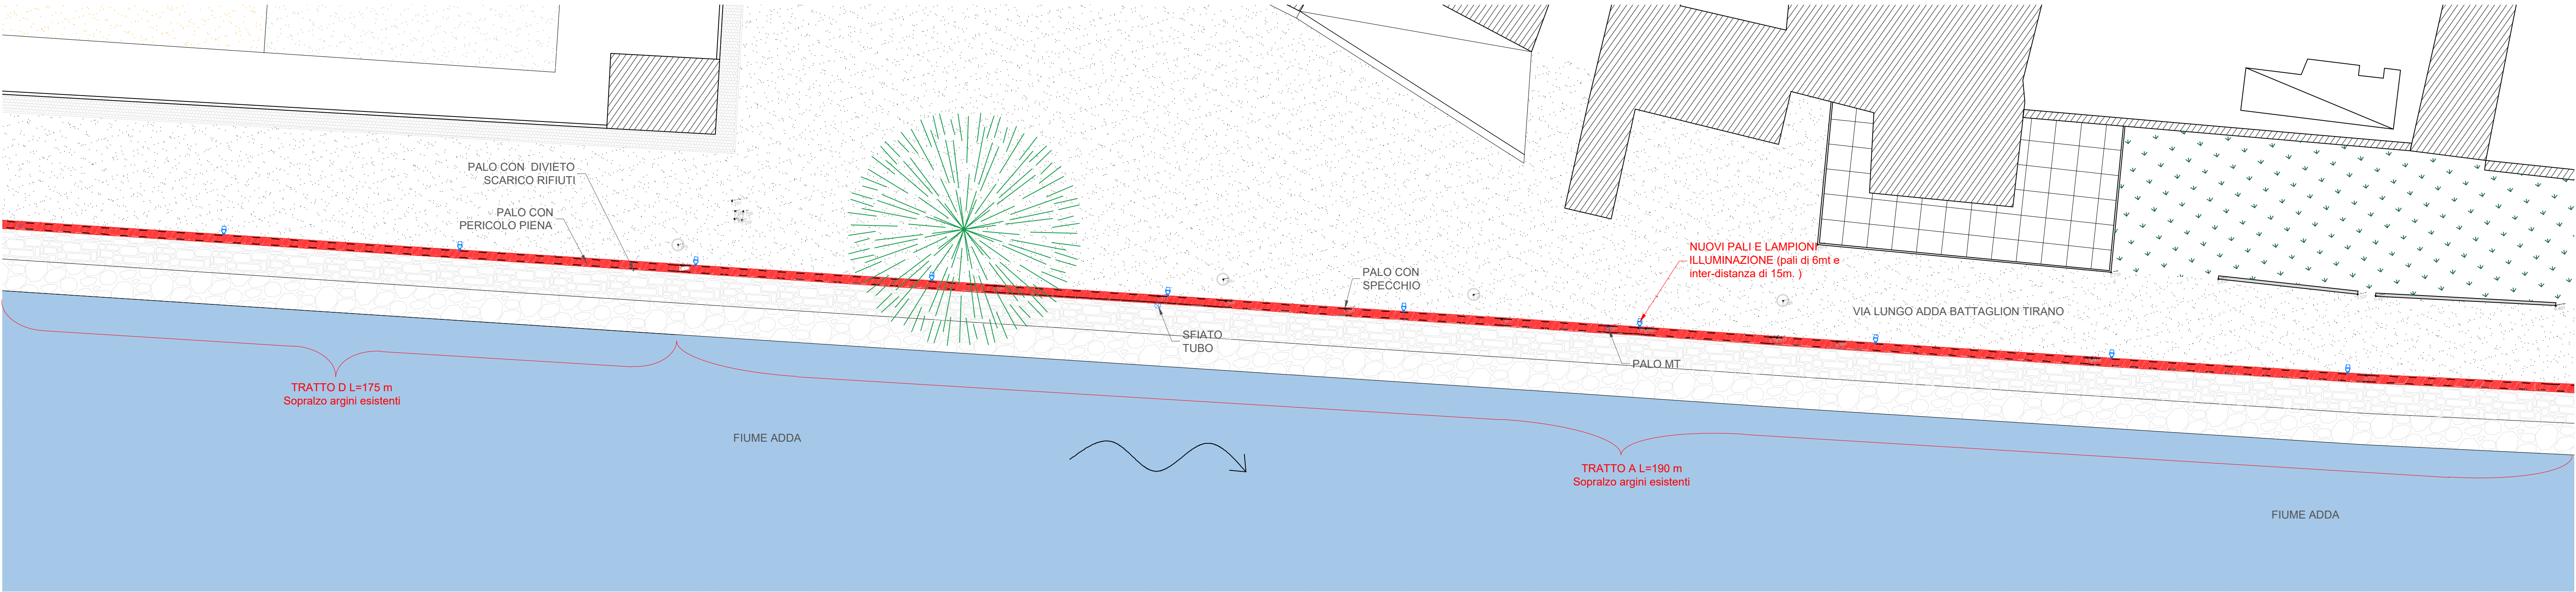 PALO CON  DIVIETO
SCARICO RIFIUTI
PALO CON
PERICOLO PIENA
NUOVI PALI E LAMPIONI
ILLUMINAZIONE (pali di 6mt e
inter-distanza di 15m. )
PALO CON
SPECCHIO
VIA LUNGO ADDA BATTAGLION TIRANO
SFIATO
TUBO
PALO MT
TRATTO D L=175 m
Sopralzo argini esistenti
FIUME ADDA
TRATTO A L=190 m
Sopralzo argini esistenti
FIUME ADDA